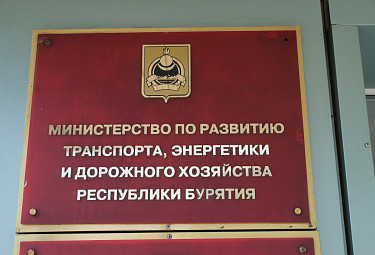 МИНИСТЕРСТВО ПО РАЗВИТИЮ
ТРАНСПОРТА, ЭНЕРГЕТИКИ
И ДОРОЖНОГО ХОЗЯЙСТВА
РЕСПУБЛИКИ БУРЯТИЯ